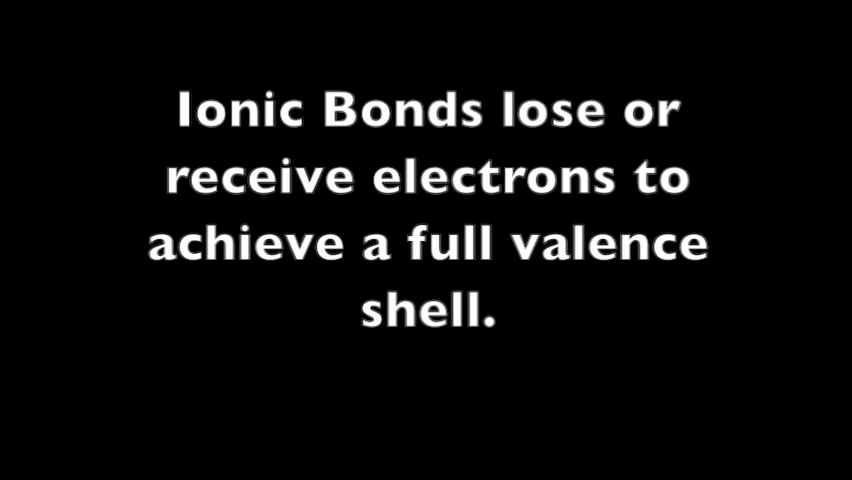 Ionic Bonds lose or
receive electrons to
achieve a full valence
shell.